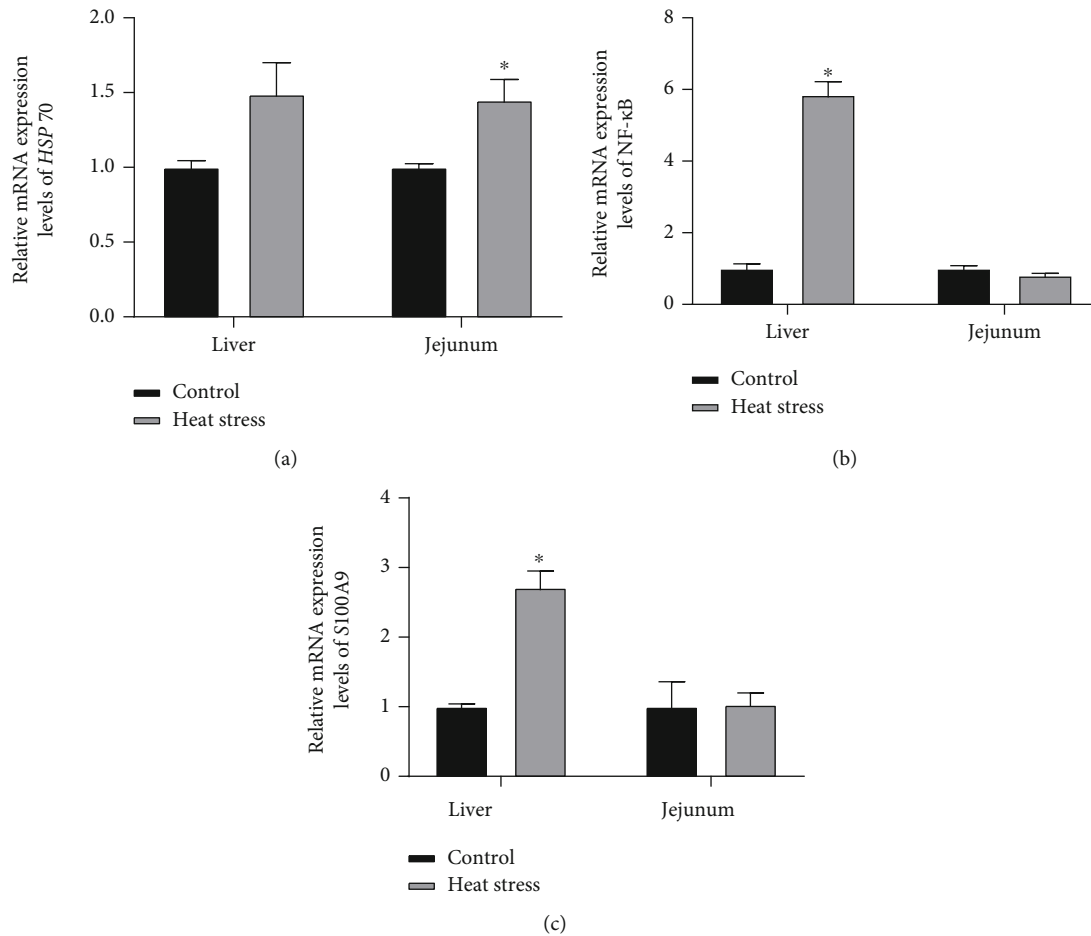 Relative mRNA expression
levels of HSP 70
2.0
1.5
1.0
0.5
0.0
*
Liver
Jejunum
Control
Heat stress
(a)
Relative mRNA expression
levels of NF-κB
8
6
4
2
0
*
Liver
Jejunum
Control
Heat stress
(b)
Relative mRNA expression
levels of S100A9
4
3
2
1
0
*
Liver
Jejunum
Control
Heat stress
(c)